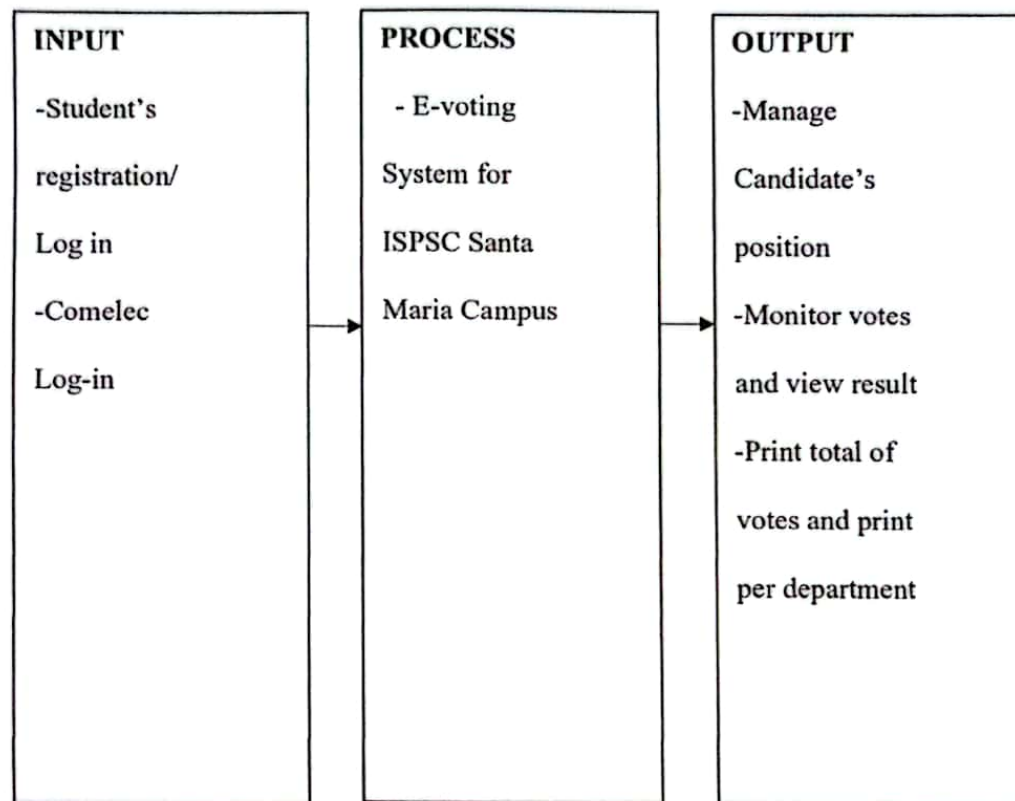 INPUT
-Student's
registration/
Log in
-Comelec
Log-in
PROCESS
- E-voting
System for
ISPSC Santa
Maria Campus
OUTPUT
-Manage
Candidate's
position
-Monitor votes
and view result
-Print total of
votes and print
per department